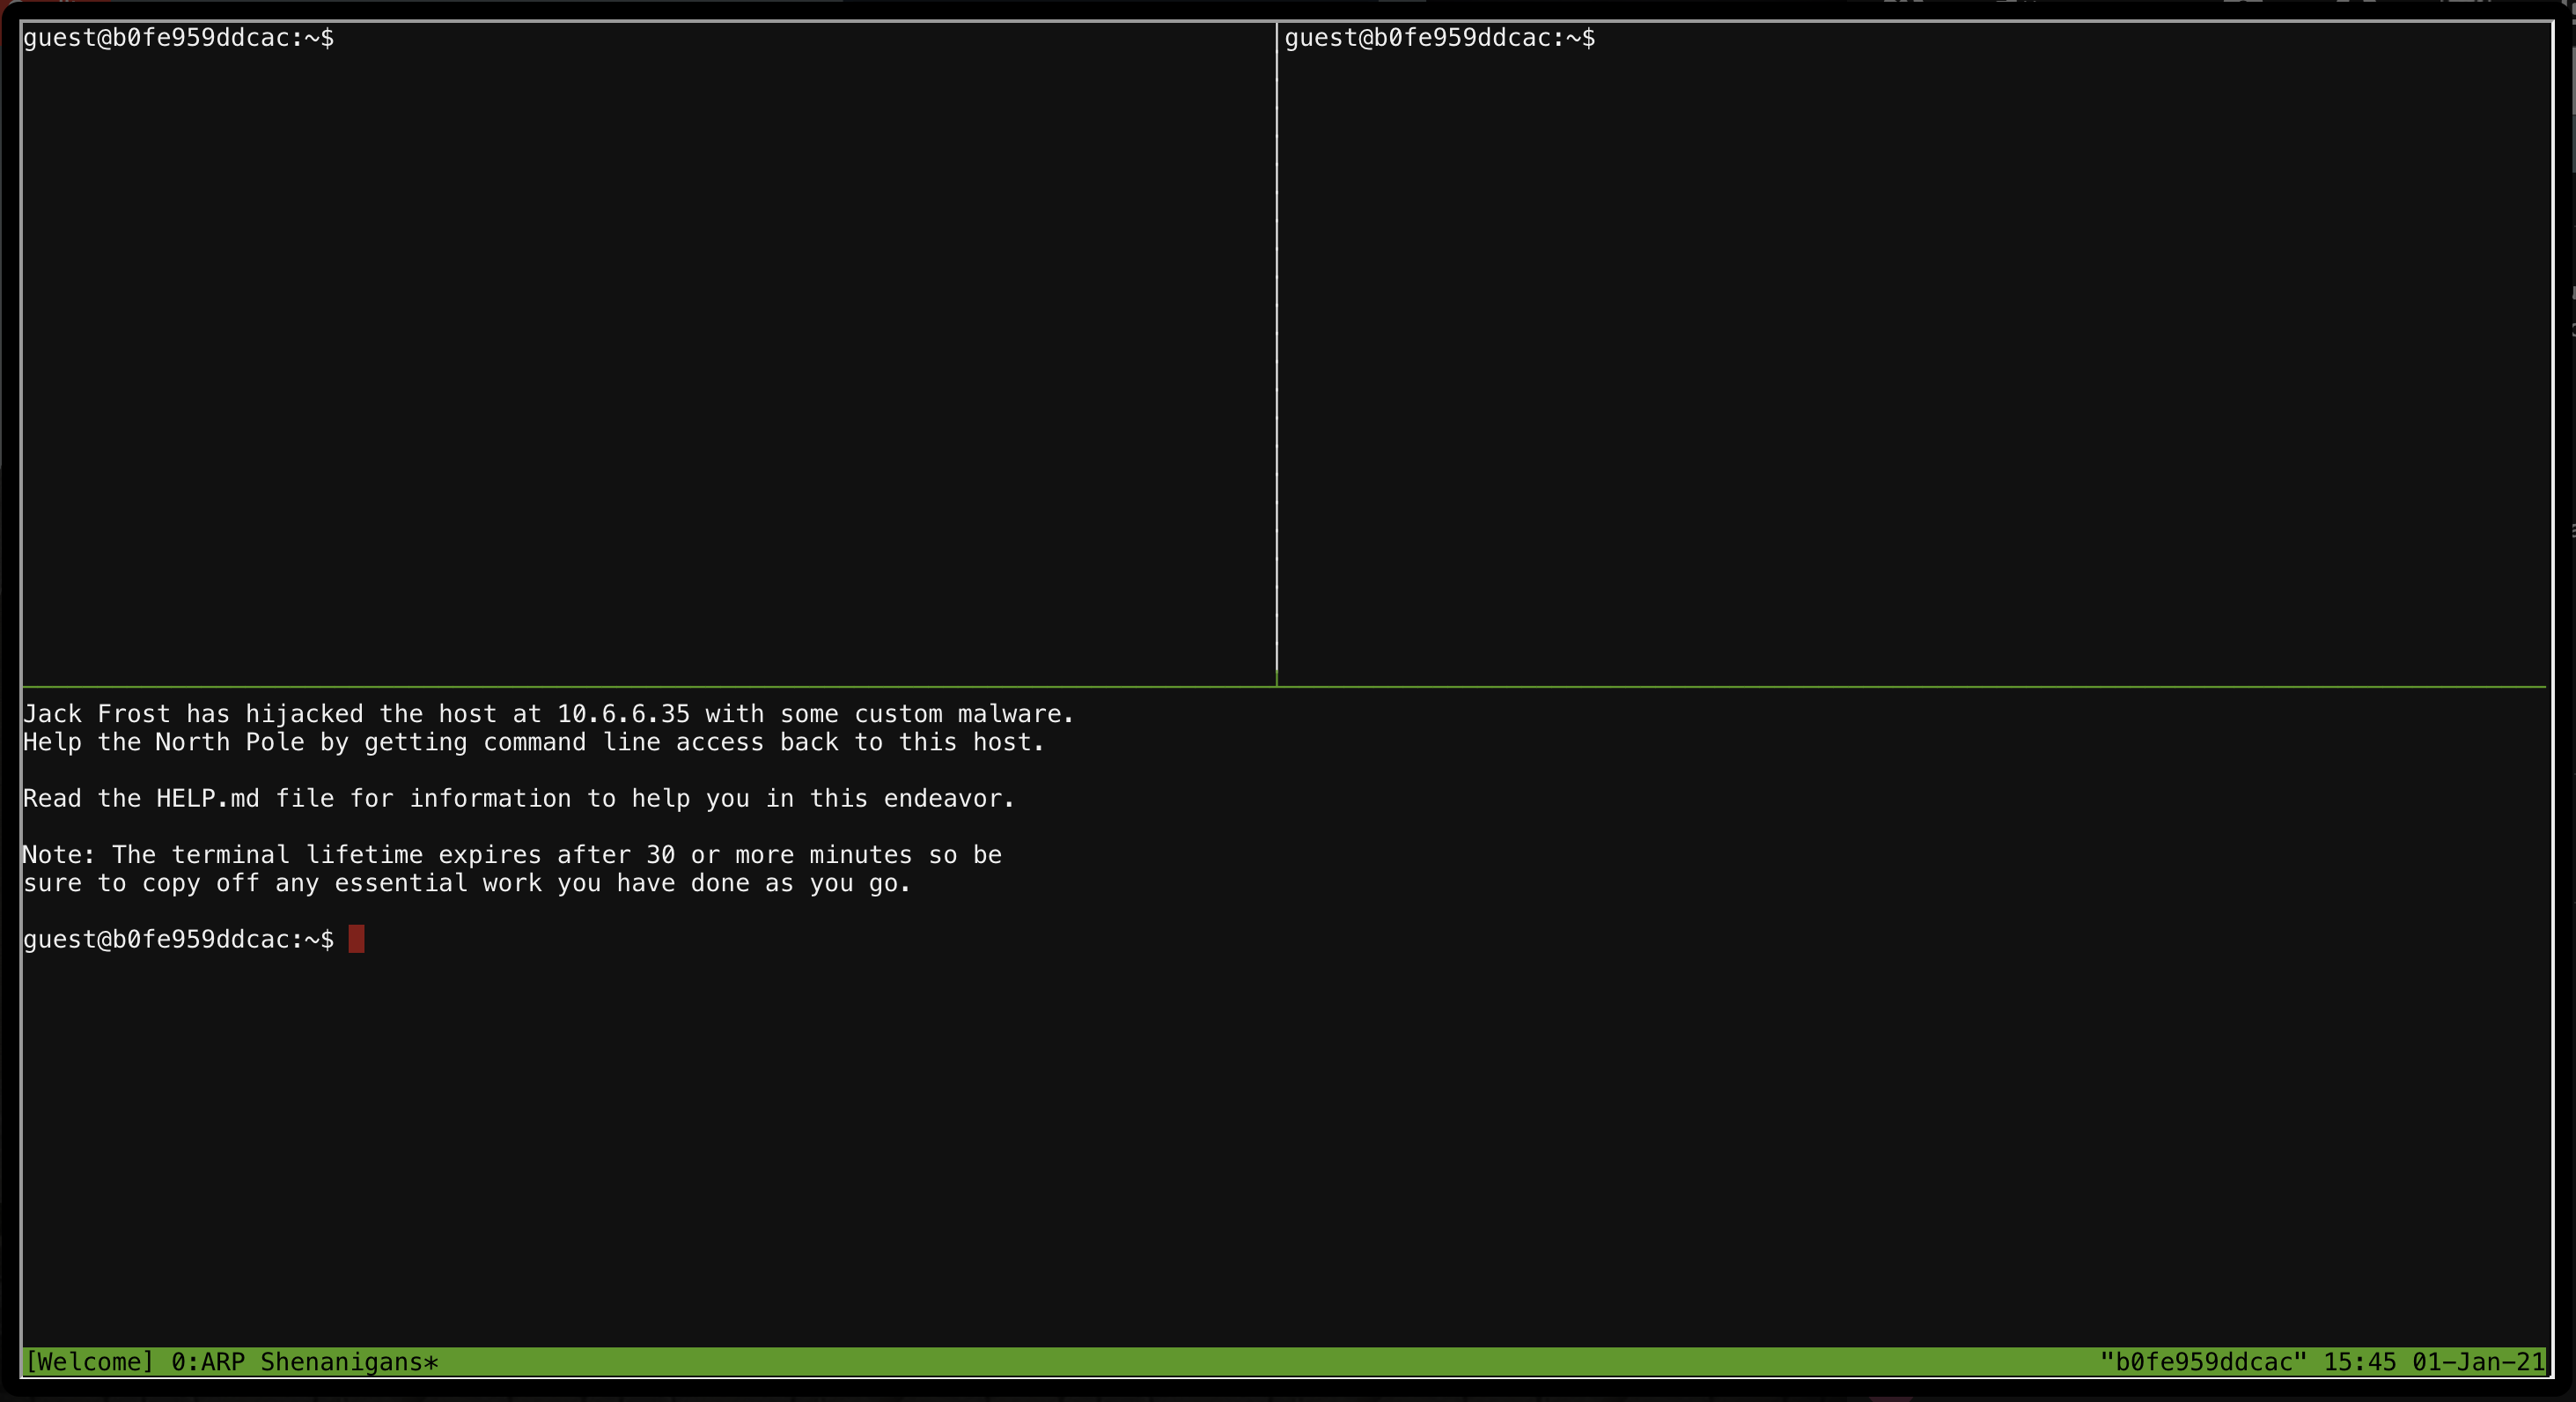 guest@b0fe959ddcac:~$
guest@b0fe959ddcac:~$
Jack Frost has hijacked the host at 10.6.6.35 with some custom malware.
Help the North Pole by getting command line access back to this host.
Read the HELP.md file for information to help you in this endeavor.
Note: The terminal lifetime expires after 30 or more minutes so be
sure to copy off any essential work you have done as you go.
guest@b0fe959ddcac:~$
[Welcome] 0:ARP Shenanigans* "b0fe959ddcac" 15:45 01-Jan-21